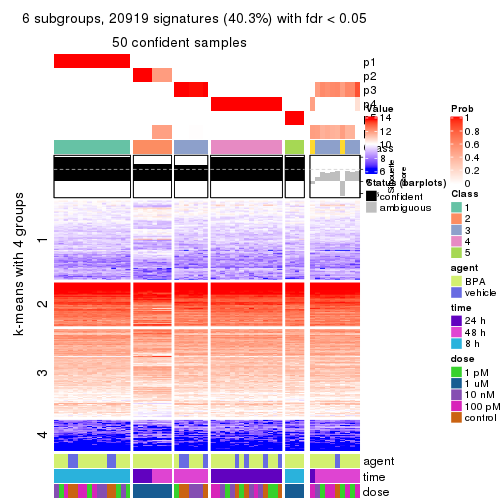 6 subgroups, 20919 signatures (40.3%) with fdr < 0.05
50 confident samples
p1
p2
p3
p4
Value
14
12
10
8
6
Prob
1
0.8
0.6
0.4
0.2
0
Silhouette
score
Status (barplots)
confident
ambiguous
Class
1
2
3
4
5
agent
BPA
vehicle
time
24 h
48 h
8 h
dose
1 pM
1 uM
10 nM
100 pM
control
k-means with 4 groups
1
2
3
4
agent
time
dose